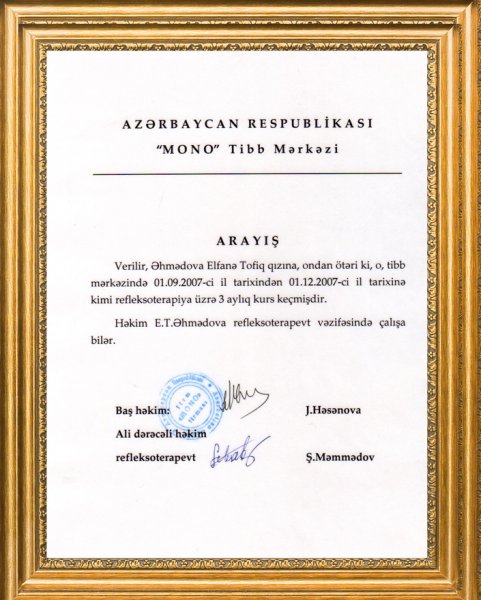 AZƏRBAYCAN RESPUBLİKASI
“MONO” Tibb Mərkəzi
ARAYIŞ
Verilir, Əhmədova Elfanə Tofiq qızına, ondan ötəri ki, o, tibb
mərkəzində 01.09.2007-ci il tarixindən 01.12.2007-ci il tarixinə
kimi refleksoterapiya üzrə 3 aylıq kurs keçmişdir.
Həkim E.T.Əhmədova refleksoterapevt vəzifəsində çalışa
bilər.
Baş həkim: J.Həsənova
Ali dərəcəli həkim
refleksoterapevt Ş.Məmmədov